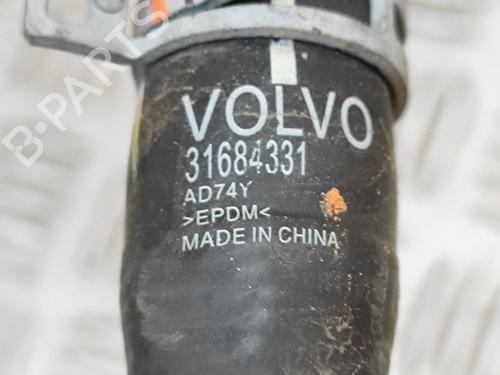 B-PARTS
VOLVO
31684331
AD74Y
>EPDM<
MADE IN CHINA